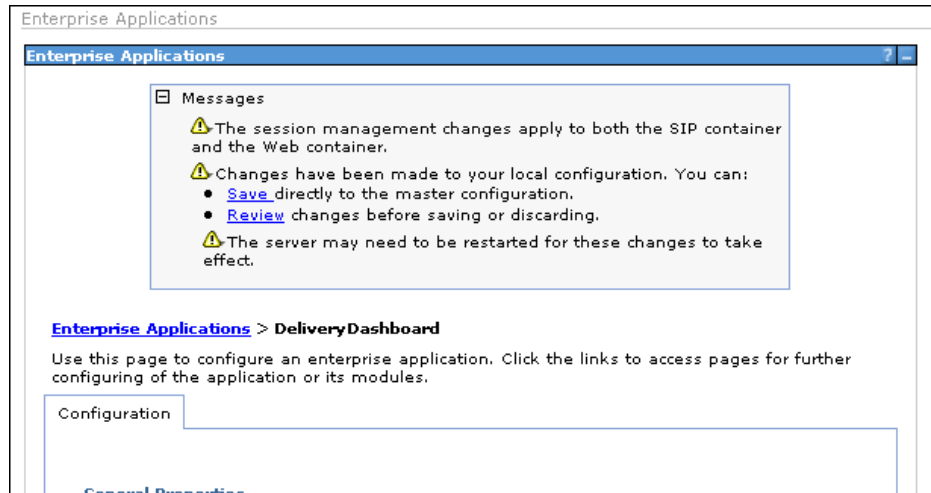 Enterprise Applications
Enterprise Applications ? –
Messages
The session management changes apply to both the SIP container
and the Web container.
Changes have been made to your local configuration. You can:
• Save directly to the master configuration.
• Review changes before saving or discarding.
The server may need to be restarted for these changes to take
effect.
Enterprise Applications > DeliveryDashboard
Use this page to configure an enterprise application. Click the links to access pages for further
configuring of the application or its modules.
Configuration
General Properties